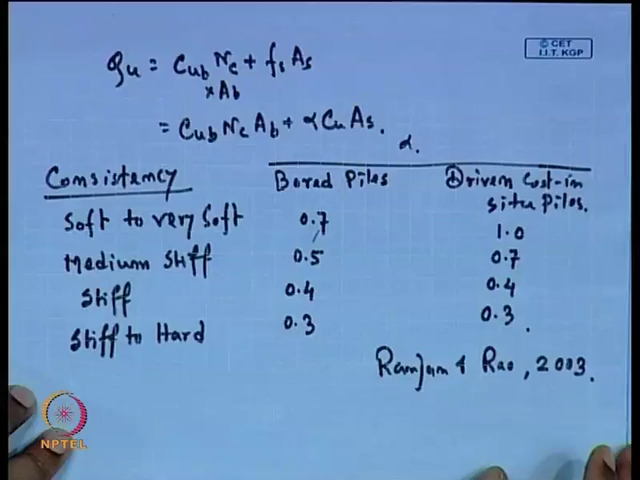 © CET
I.I.T. KGP
Qu = Cub Nc + fs As
× Ab
= Cub Nc Ab + α Cu As.
α.
Consistency Bored Piles Driven Cast-in
situ Piles.
Soft to very Soft 0.7 1.0
Medium Stiff 0.5 0.7
Stiff 0.4 0.4
Stiff to Hard 0.3 0.3.
Ranjan & Rao, 2003.
NPTEL